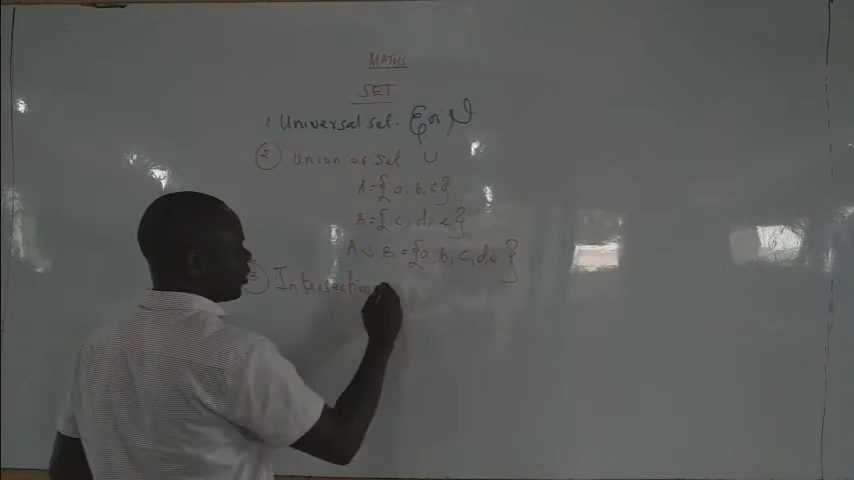 MATHS
SET
1 Universal set. ξ or
② Union of set ∪
A={a, b, c}
B={c, d, e}
A ∪ B = {a, b, c, d, e}
3 Intersection